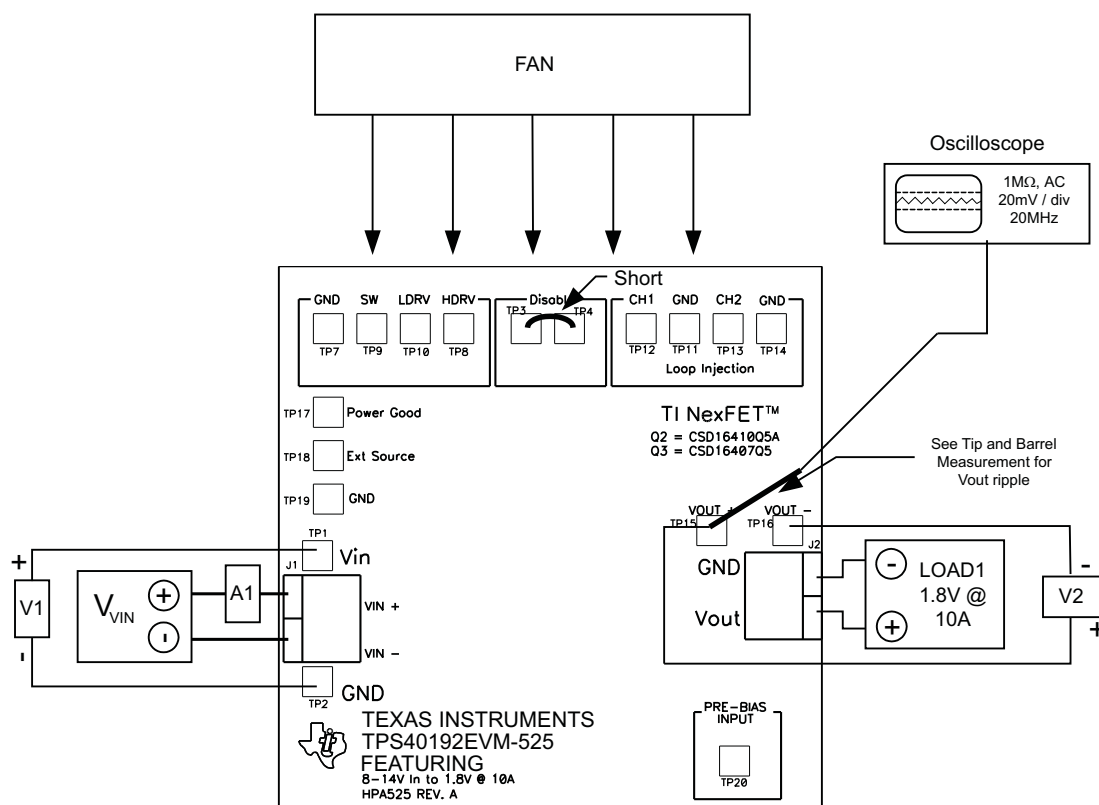 FAN
Oscilloscope
1MΩ, AC
20mV / div
20MHz
Short
GND SW LDRV HDRV
TP7 TP9 TP10 TP8
Disabl
TP3 TP4
CH1 GND CH2 GND
TP12 TP11 TP13 TP14
Loop Injection
TP17 Power Good
TP18 Ext Source
TP19 GND
TI NexFET™
Q2 = CSD16410Q5A
Q3 = CSD16407Q5
See Tip and Barrel
Measurement for
Vout ripple
VOUT + VOUT -
TP15 TP16
TP1
Vin
J1
VIN +
VIN -
+
V1
-
VVIN
+
-
A1
GND
TP2
J2
GND
Vout
-
+
LOAD1
1.8V @
10A
-
V2
+
PRE-BIAS
INPUT
TP20
TEXAS INSTRUMENTS
TPS40192EVM-525
FEATURING
8-14V In to 1.8V @ 10A
HPA525 REV. A
ti